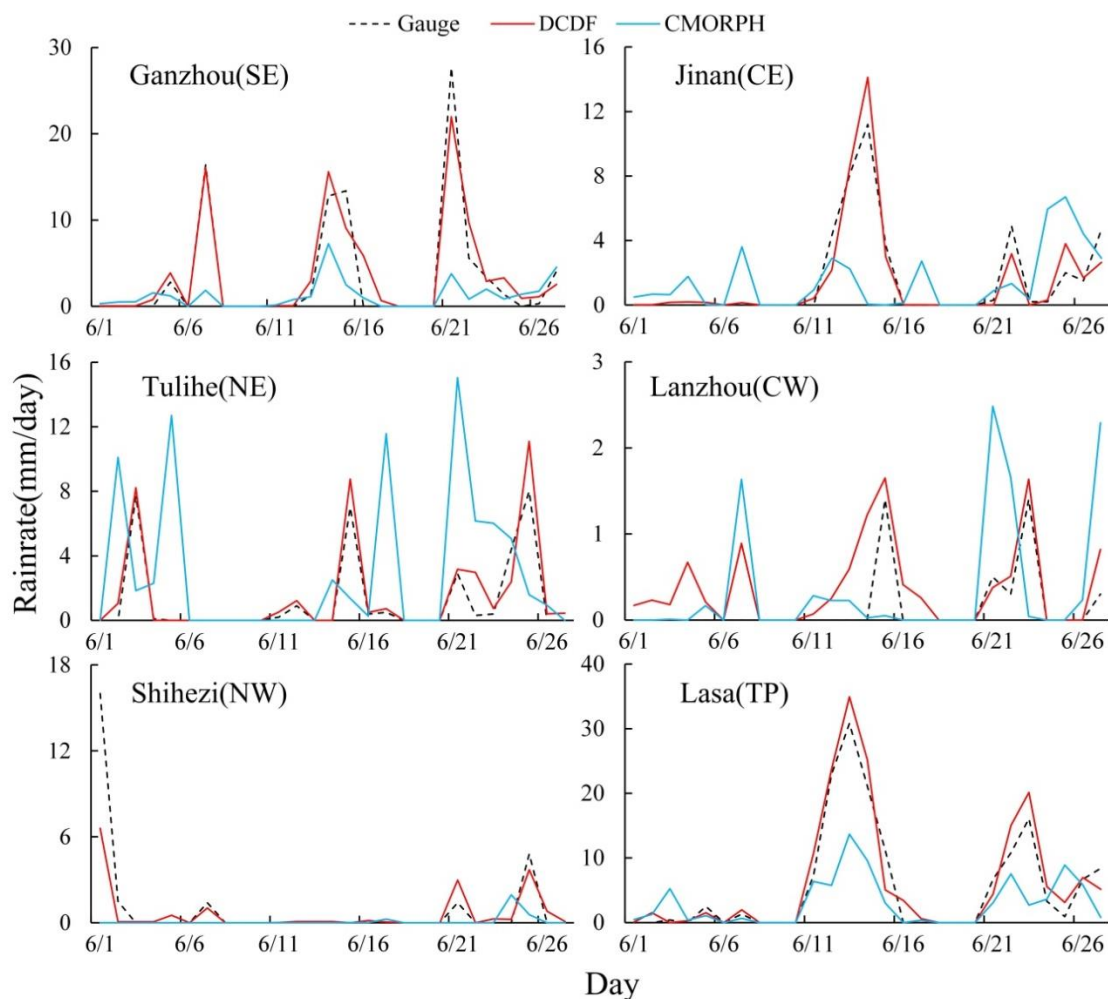 Gauge DCDF CMORPH
Ganzhou(SE)
30
20
10
0
6/1 6/6 6/11 6/16 6/21 6/26
Jinan(CE)
16
12
8
4
0
6/1 6/6 6/11 6/16 6/21 6/26
Rainrate(mm/day)
Tulihe(NE)
16
12
8
4
0
6/1 6/6 6/11 6/16 6/21 6/26
Lanzhou(CW)
3
2
1
0
6/1 6/6 6/11 6/16 6/21 6/26
Shihezi(NW)
18
12
6
0
6/1 6/6 6/11 6/16 6/21 6/26
Lasa(TP)
40
30
20
10
0
6/1 6/6 6/11 6/16 6/21 6/26
Day